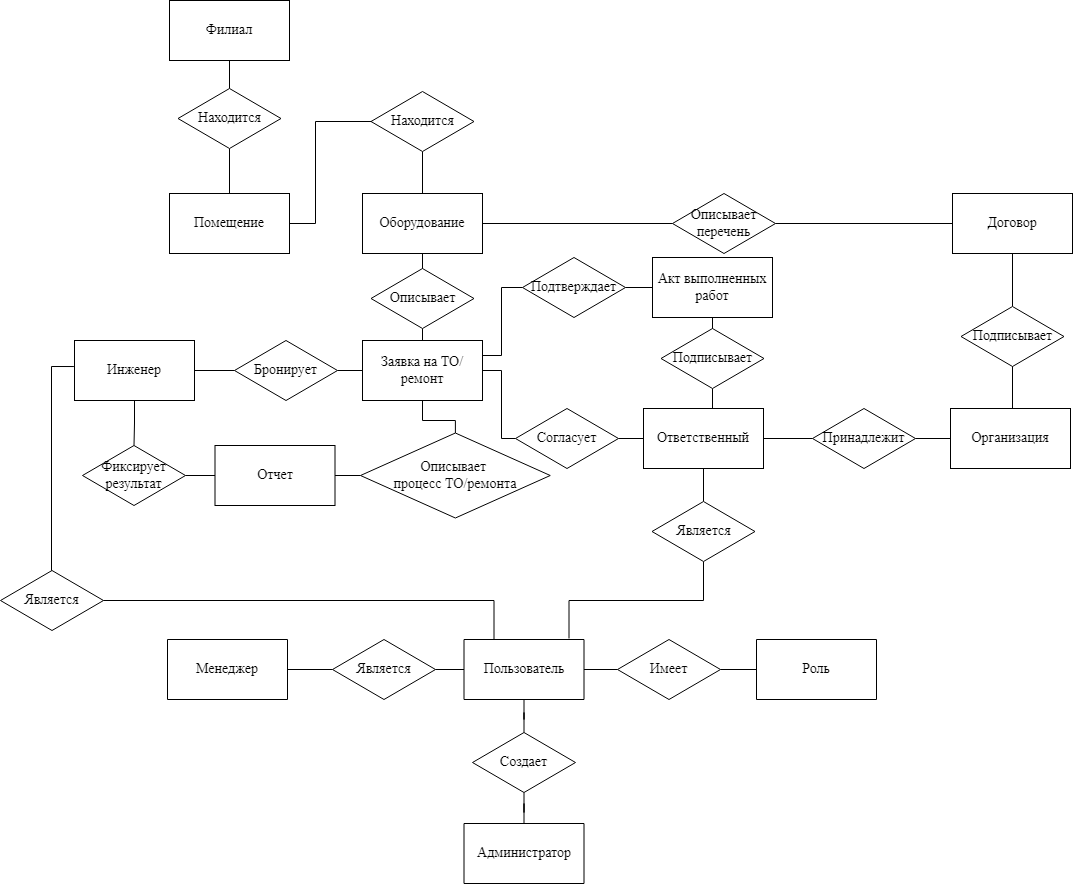 Филиал
Находится
Находится
Помещение
Оборудование
Описывает
перечень
Договор
Описывает
Подтверждает
Акт выполненных
работ
Подписывает
Подписывает
Инженер
Бронирует
Заявка на ТО/
ремонт
Согласует
Ответственный
Принадлежит
Организация
Фиксирует
результат
Отчет
Описывает
процесс ТО/ремонта
Является
Является
Менеджер
Является
Пользователь
Имеет
Роль
Создает
Администратор